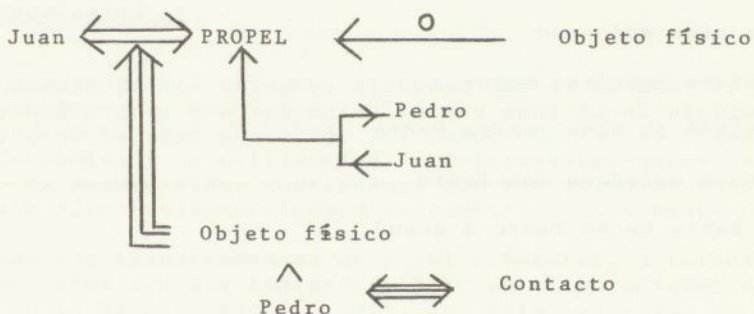 Juan PROPEL O Objeto físico
Pedro
Juan
Objeto físico
Pedro Contacto